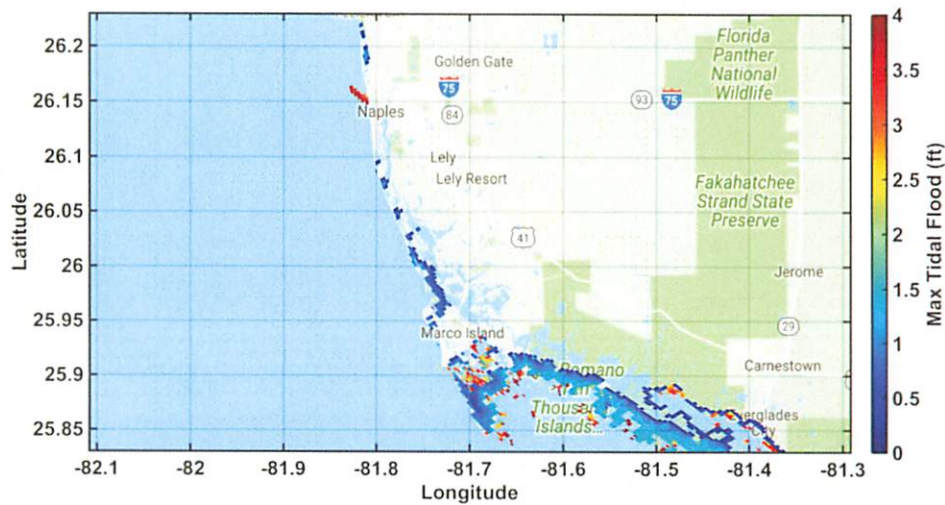 26.2
26.15
26.1
26.05
26
25.95
25.9
25.85
Latitude
-82.1
-82
-81.9
-81.8
-81.7
-81.6
-81.5
-81.4
-81.3
Longitude
Golden Gate
75
84
Naples
Lely
Lely Resort
41
Marco Island
Florida
Panther
National
Wildlife
93
75
Fakahatchee
Strand State
Preserve
Jerome
29
Carnestown
Romano
Thousa
Islands...
verglades
City
4
3.5
3
2.5
2
1.5
1
0.5
0
Max Tidal Flood (ft)